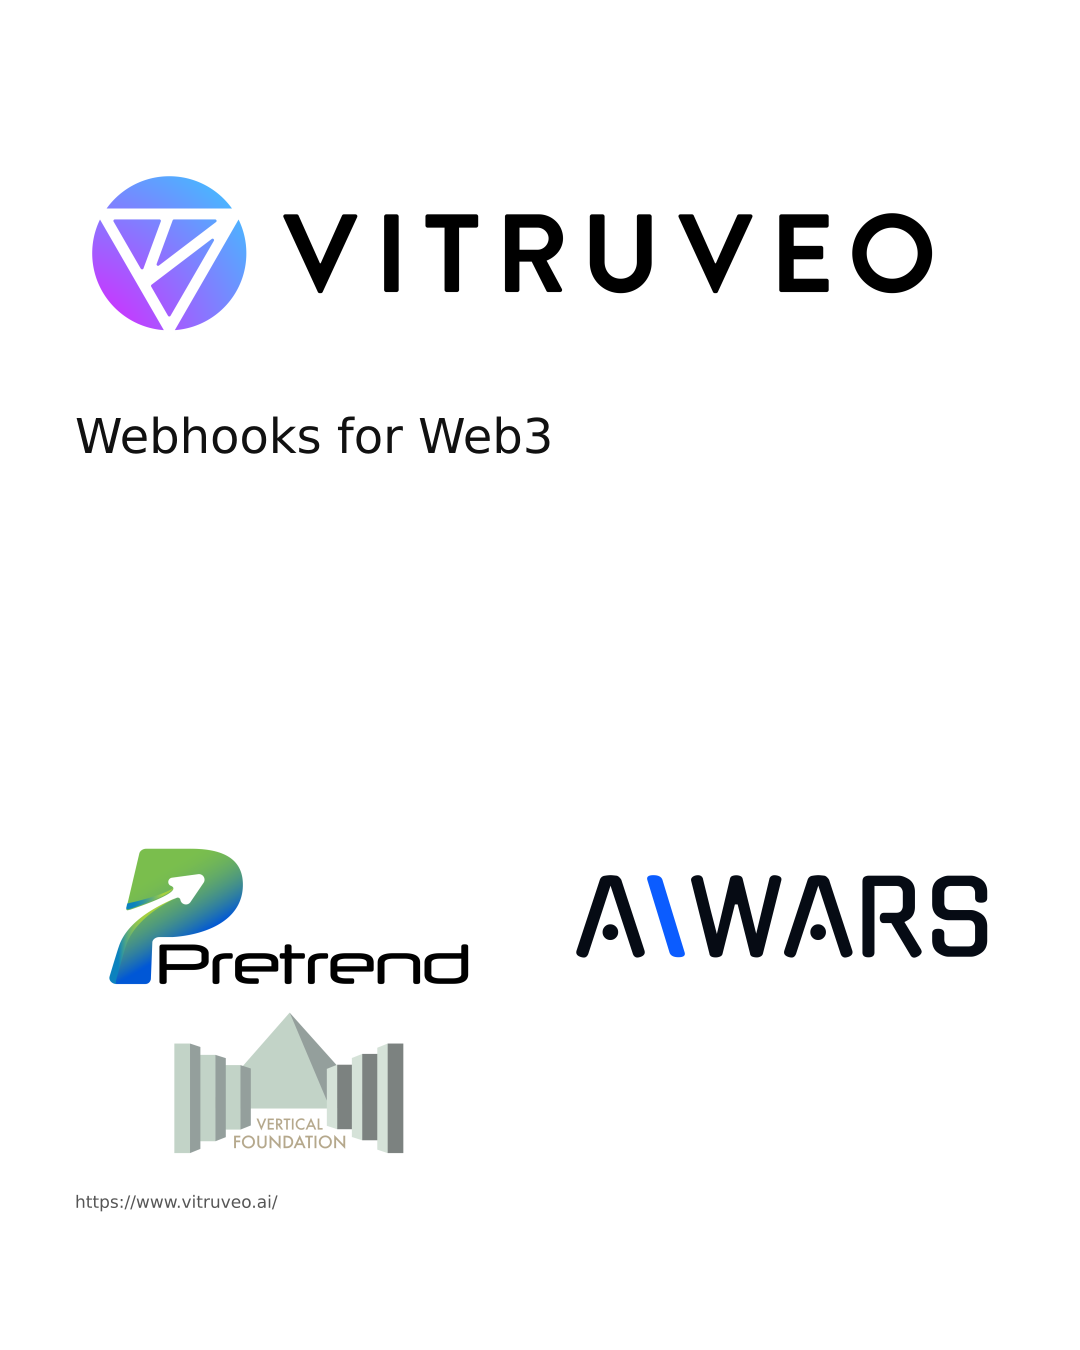 VITRUVEO
Webhooks for Web3
Pretrend
AIWARS
VERTICAL
FOUNDATION
https://www.vitruveo.ai/